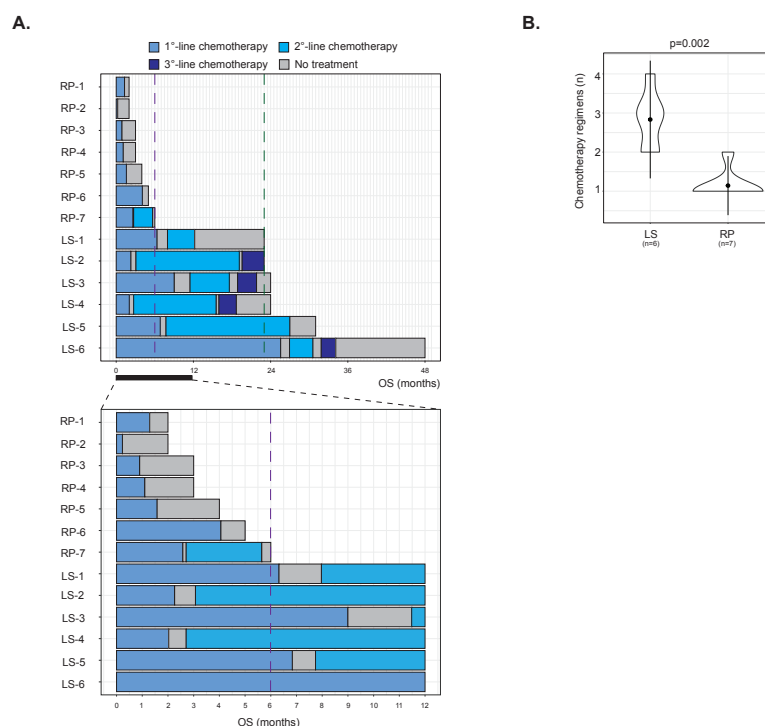 A.
1°-line chemotherapy
2°-line chemotherapy
3°-line chemotherapy
No treatment
RP-1
RP-2
RP-3
RP-4
RP-5
RP-6
RP-7
LS-1
LS-2
LS-3
LS-4
LS-5
LS-6
0 12 24 36 48
OS (months)
RP-1
RP-2
RP-3
RP-4
RP-5
RP-6
RP-7
LS-1
LS-2
LS-3
LS-4
LS-5
LS-6
0 1 2 3 4 5 6 7 8 9 10 11 12
OS (months)
B.
p=0.002
Chemotherapy regimens (n)
4
3
2
1
LS RP
(n=6) (n=7)